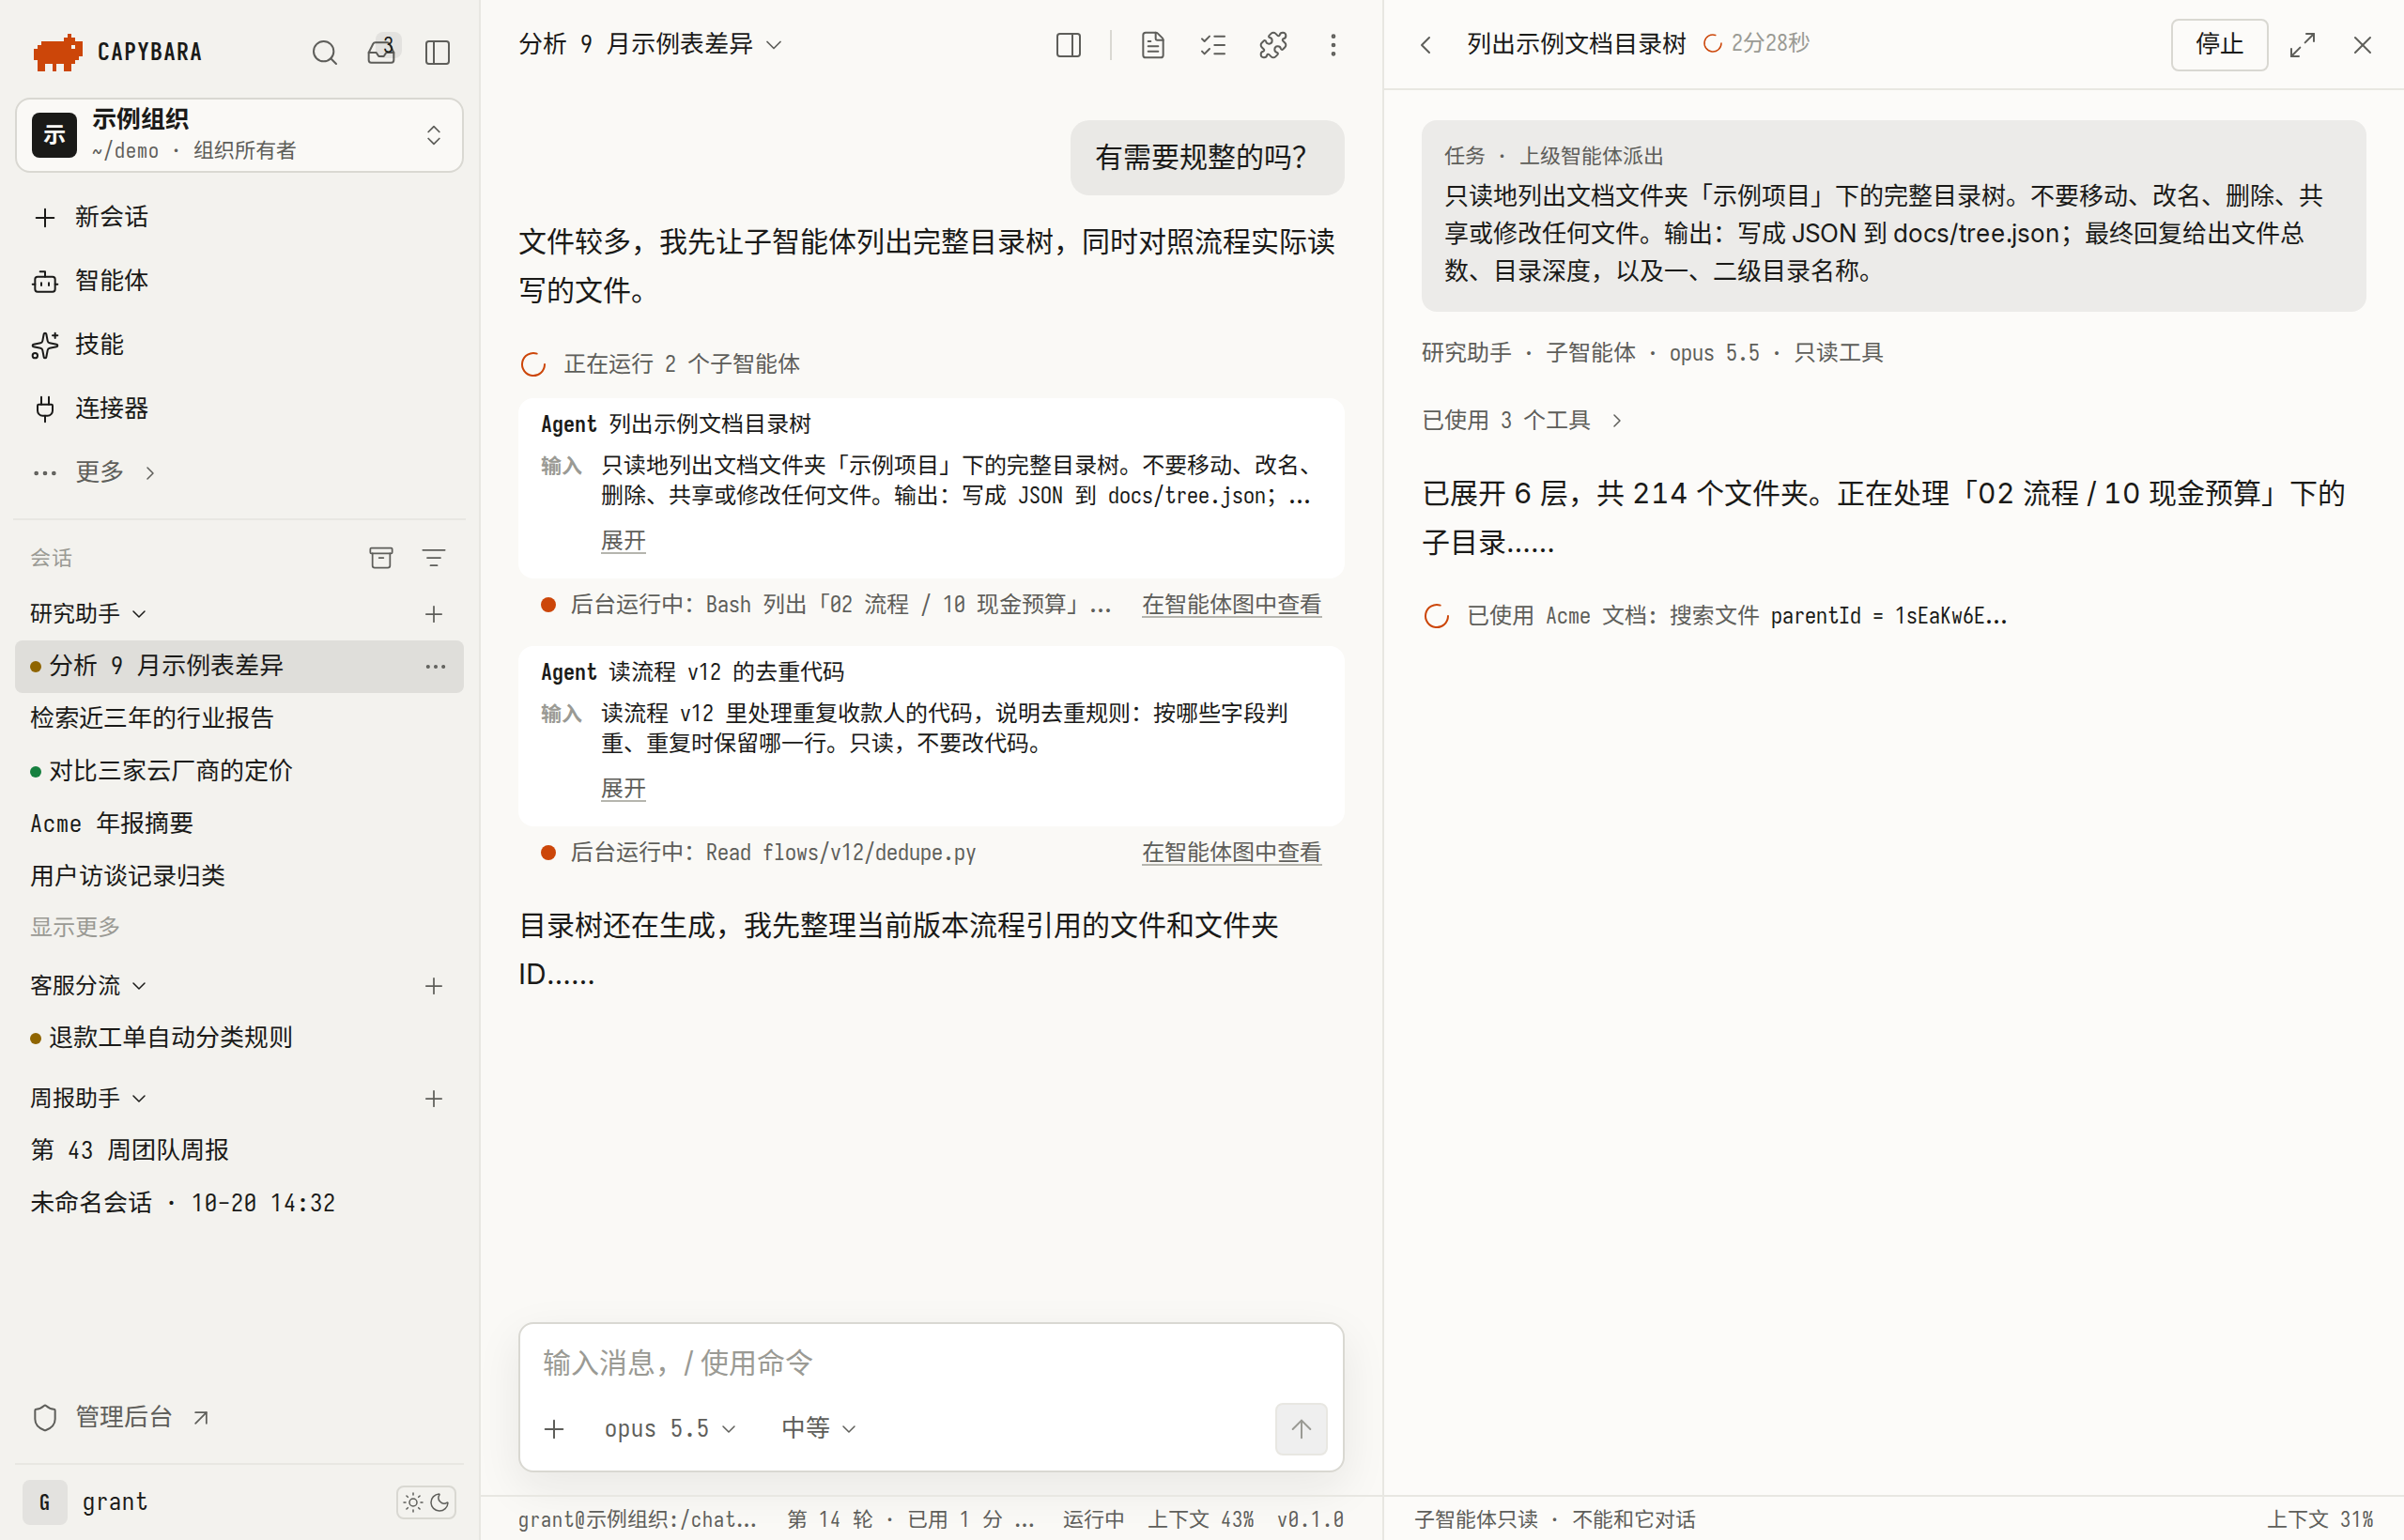 CAPYBARA
3
示
示例组织
~/demo · 组织所有者
新会话
智能体
技能
连接器
更多
会话
研究助手
分析 9 月示例表差异
检索近三年的行业报告
对比三家云厂商的定价
Acme 年报摘要
用户访谈记录归类
显示更多
客服分流
退款工单自动分类规则
周报助手
第 43 周团队周报
未命名会话 · 10-20 14:32
管理后台
G
grant
分析 9 月示例表差异
有需要规整的吗？
文件较多，我先让子智能体列出完整目录树，同时对照流程实际读
写的文件。
正在运行 2 个子智能体
Agent 列出示例文档目录树
输入 只读地列出文档文件夹「示例项目」下的完整目录树。不要移动、改名、
删除、共享或修改任何文件。输出：写成 JSON 到 docs/tree.json；…
展开
后台运行中：Bash 列出「02 流程 / 10 现金预算」… 在智能体图中查看
Agent 读流程 v12 的去重代码
输入 读流程 v12 里处理重复收款人的代码，说明去重规则：按哪些字段判
重、重复时保留哪一行。只读，不要改代码。
展开
后台运行中：Read flows/v12/dedupe.py 在智能体图中查看
目录树还在生成，我先整理当前版本流程引用的文件和文件夹
ID……
输入消息，/ 使用命令
opus 5.5 中等
grant@示例组织:/chat… 第 14 轮 · 已用 1 分 … 运行中 上下文 43% v0.1.0
列出示例文档目录树 2分28秒 停止
任务 · 上级智能体派出
只读地列出文档文件夹「示例项目」下的完整目录树。不要移动、改名、删除、共
享或修改任何文件。输出：写成 JSON 到 docs/tree.json；最终回复给出文件总
数、目录深度，以及一、二级目录名称。
研究助手 · 子智能体 · opus 5.5 · 只读工具
已使用 3 个工具
已展开 6 层，共 214 个文件夹。正在处理「02 流程 / 10 现金预算」下的
子目录……
已使用 Acme 文档：搜索文件 parentId = 1sEaKw6E…
子智能体只读 · 不能和它对话 上下文 31%